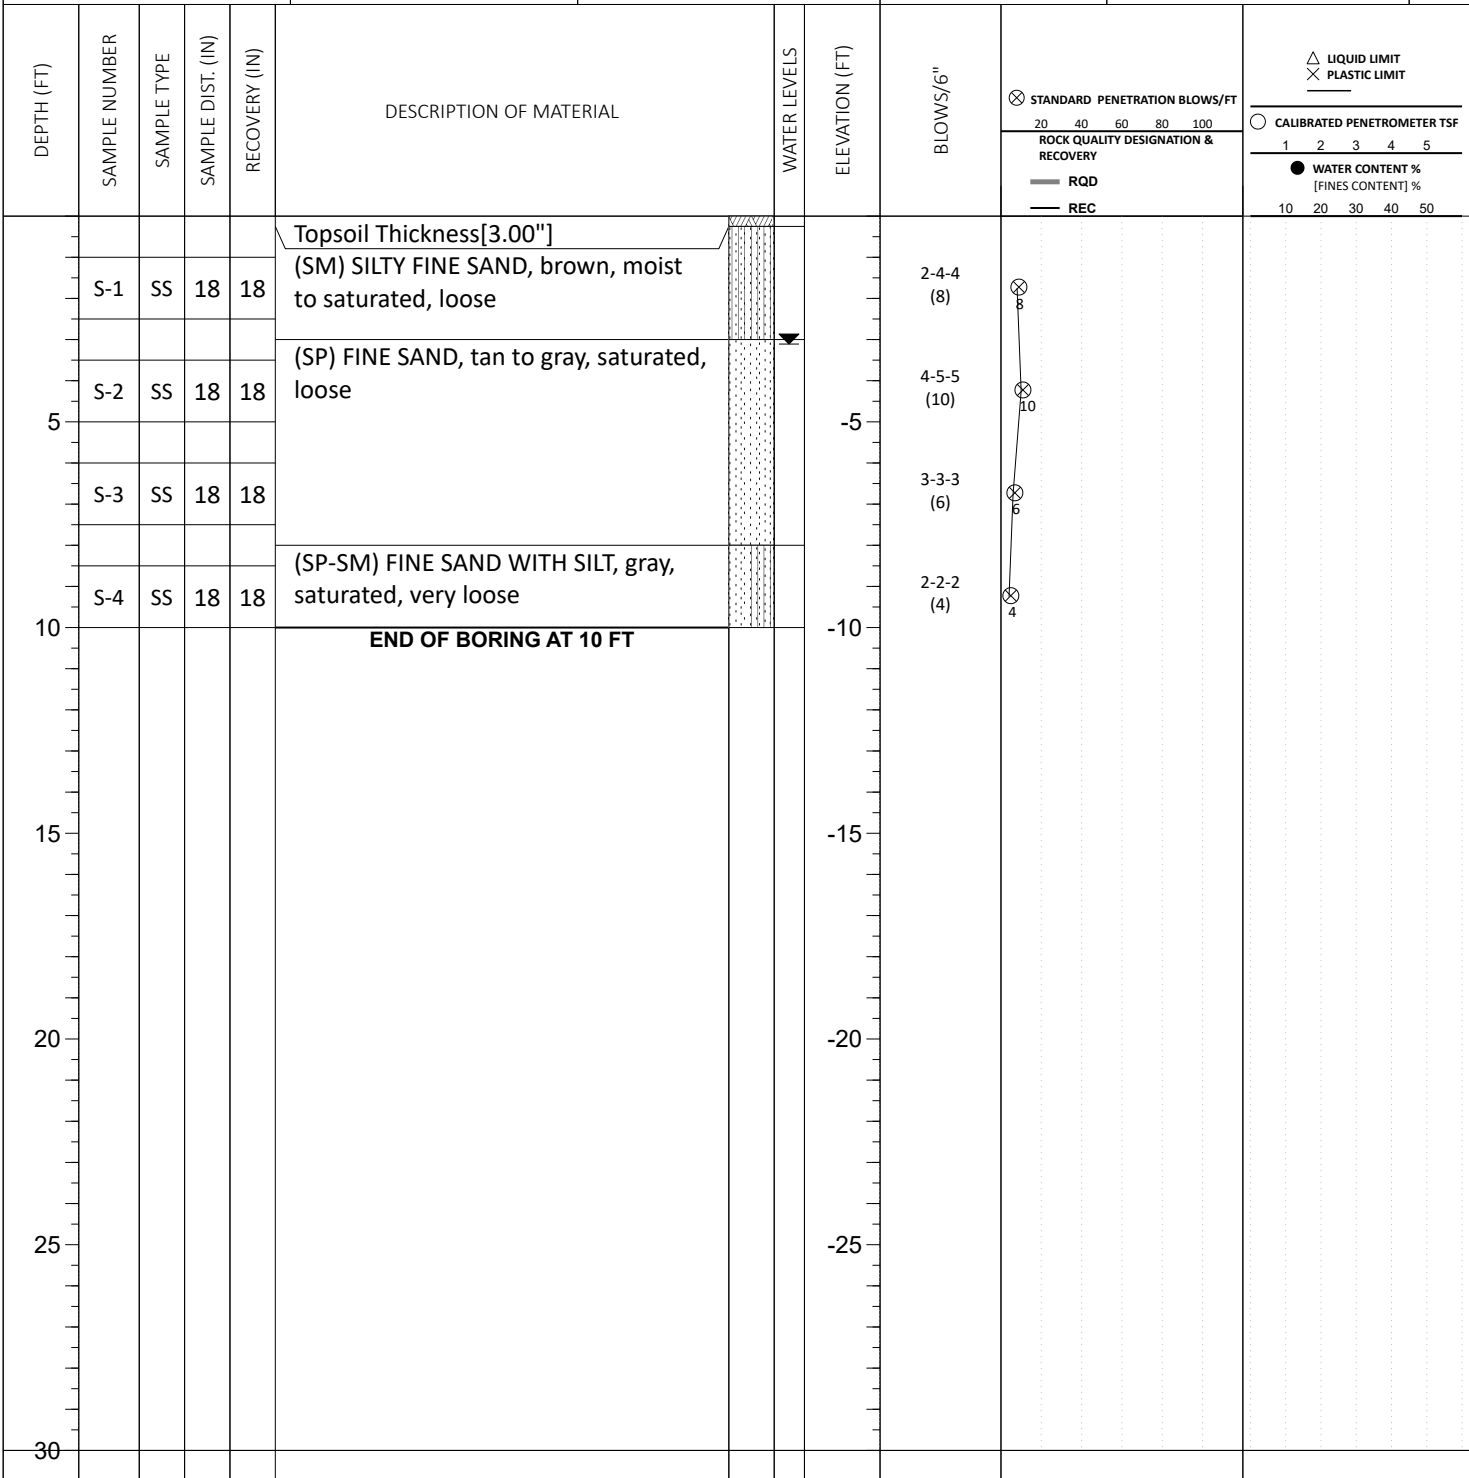 DEPTH (FT)
SAMPLE NUMBER
SAMPLE TYPE
SAMPLE DIST. (IN)
RECOVERY (IN)
DESCRIPTION OF MATERIAL
WATER LEVELS
ELEVATION (FT)
BLOWS/6"
STANDARD PENETRATION BLOWS/FT
20 40 60 80 100
ROCK QUALITY DESIGNATION &
RECOVERY
RQD
REC
LIQUID LIMIT
PLASTIC LIMIT
CALIBRATED PENETROMETER TSF
1 2 3 4 5
WATER CONTENT %
[FINES CONTENT] %
10 20 30 40 50
Topsoil Thickness[3.00"]
(SM) SILTY FINE SAND, brown, moist
to saturated, loose
S-1 SS 18 18
2-4-4
(8)
8
(SP) FINE SAND, tan to gray, saturated,
loose
S-2 SS 18 18
4-5-5
(10)
10
5 -5
S-3 SS 18 18
3-3-3
(6)
6
(SP-SM) FINE SAND WITH SILT, gray,
saturated, very loose
S-4 SS 18 18
2-2-2
(4)
4
10 -10
END OF BORING AT 10 FT
15 -15
20 -20
25 -25
30